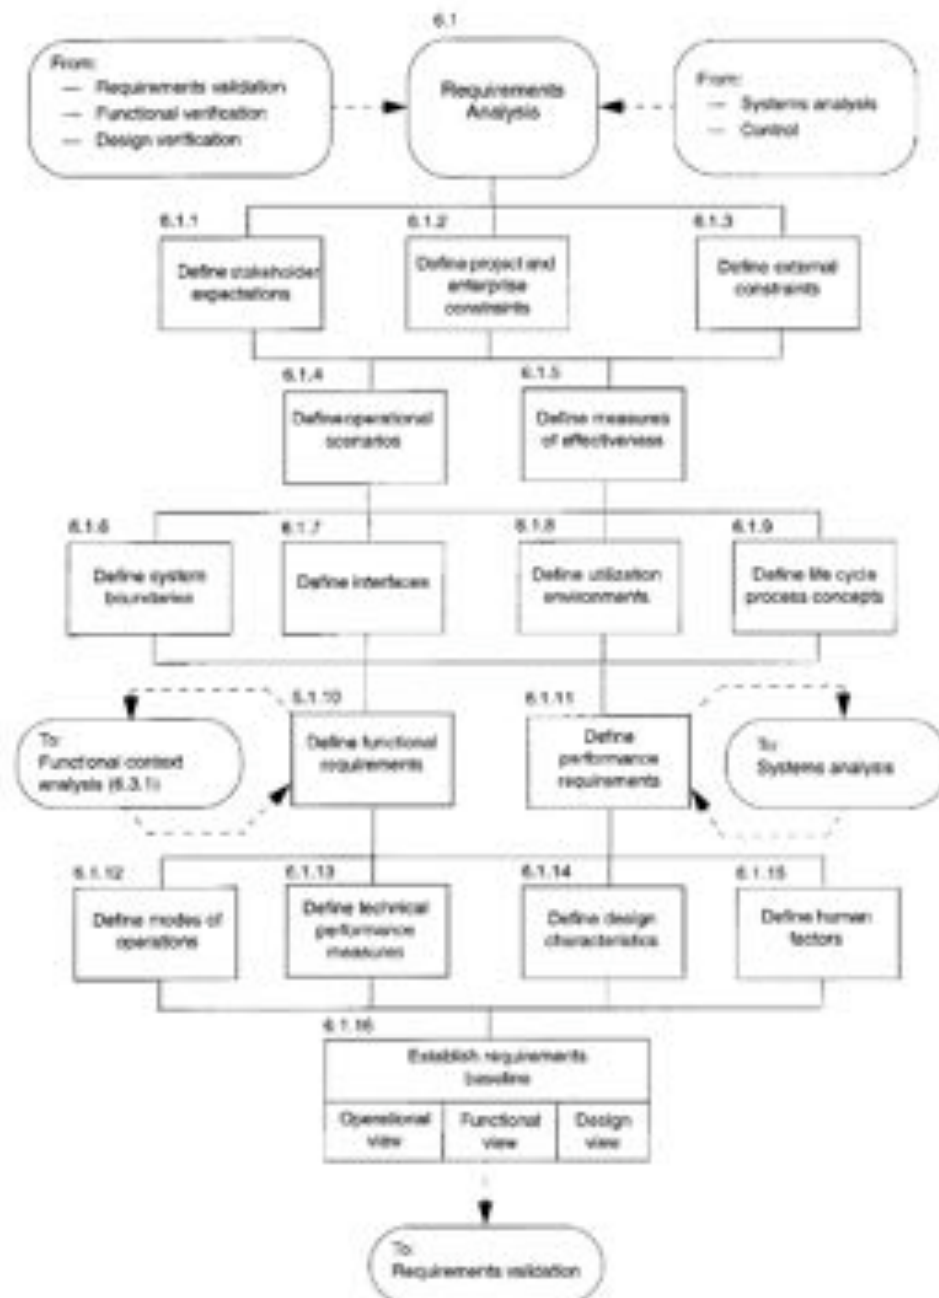 6.1
From:
— Requirements validation
— Functional verification
— Design verification
Requirements
Analysis
From:
— Systems analysis
— Control
6.1.1
Define stakeholder
expectations
6.1.2
Define project and
enterprise
constraints
6.1.3
Define external
constraints
6.1.4
Define operational
scenarios
6.1.5
Define measures
of effectiveness
6.1.6
Define system
boundaries
6.1.7
Define interfaces
6.1.8
Define utilization
environments
6.1.9
Define life cycle
process concepts
To:
Functional context
analysis (6.3.1)
6.1.10
Define functional
requirements
6.1.11
Define
performance
requirements
To:
Systems analysis
6.1.12
Define modes of
operations
6.1.13
Define technical
performance
measures
6.1.14
Define design
characteristics
6.1.15
Define human
factors
6.1.16
Establish requirements
baseline
Operational
view
Functional
view
Design
view
To:
Requirements validation